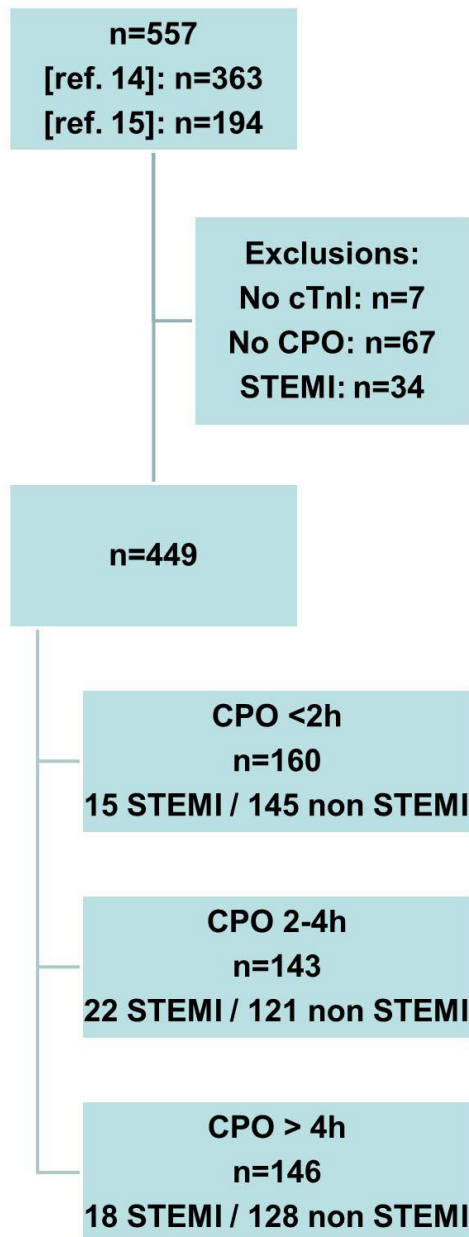 n=557
[ref. 14]: n=363
[ref. 15]: n=194
Exclusions:
No cTnI: n=7
No CPO: n=67
STEMI: n=34
n=449
CPO <2h
n=160
15 STEMI / 145 non STEMI
CPO 2-4h
n=143
22 STEMI / 121 non STEMI
CPO > 4h
n=146
18 STEMI / 128 non STEMI